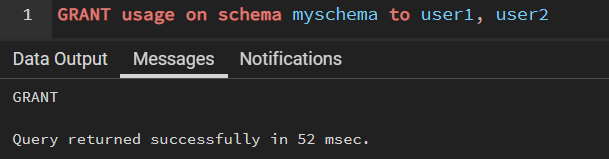 1 GRANT usage on schema myschema to user1, user2
Data Output Messages Notifications
GRANT
Query returned successfully in 52 msec.